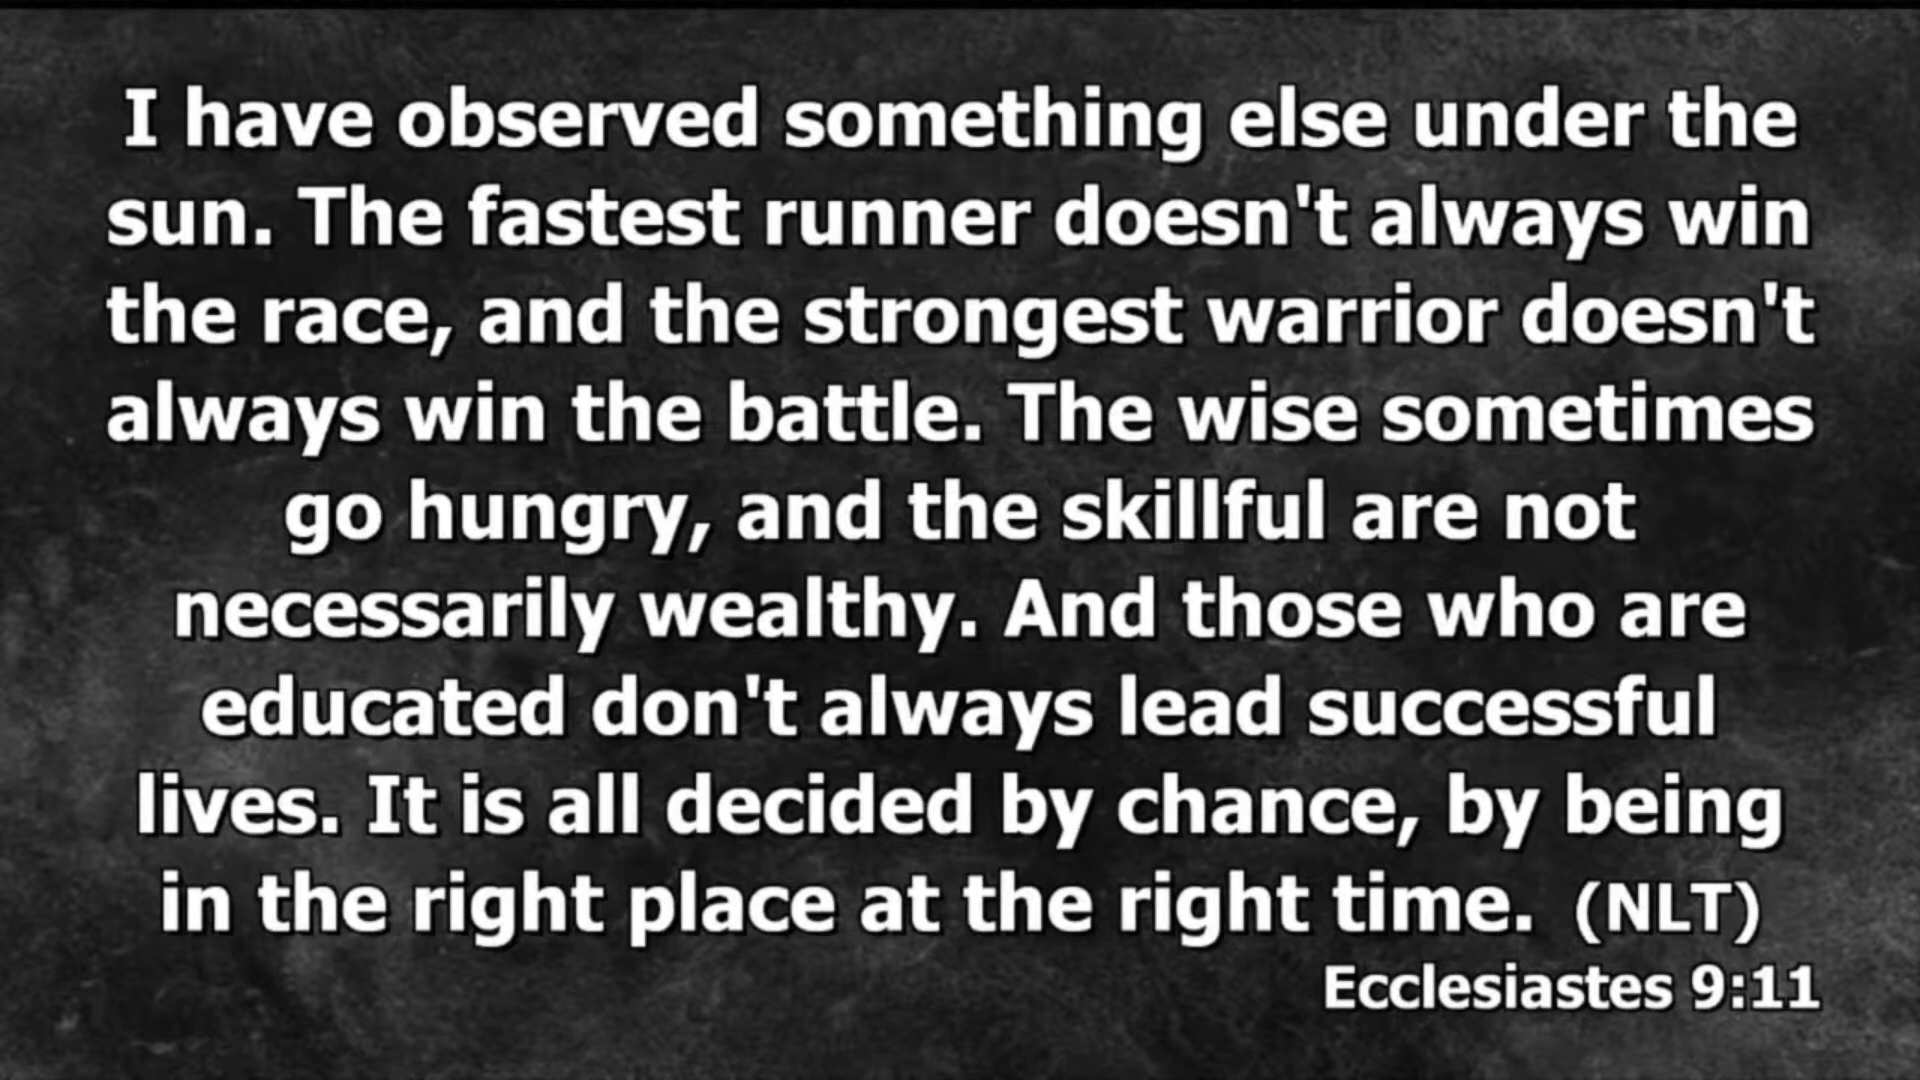 I have observed something else under the
sun. The fastest runner doesn't always win
the race, and the strongest warrior doesn't
always win the battle. The wise sometimes
go hungry, and the skillful are not
necessarily wealthy. And those who are
educated don't always lead successful
lives. It is all decided by chance, by being
in the right place at the right time. (NLT)
Ecclesiastes 9:11